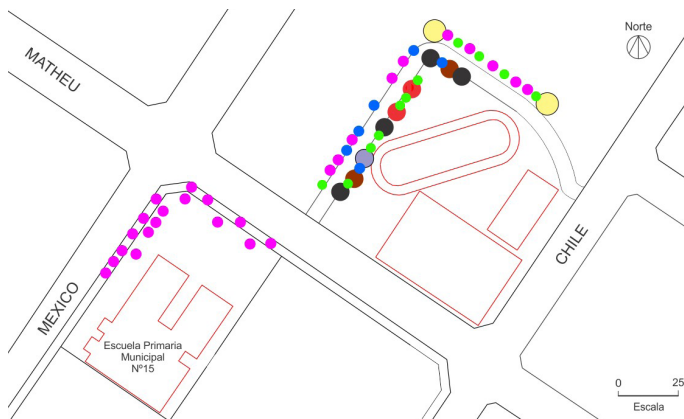 Norte
MATHEU
CHILE
MEXICO
Escuela Primaria
Municipal
Nº15
0 25
Escala